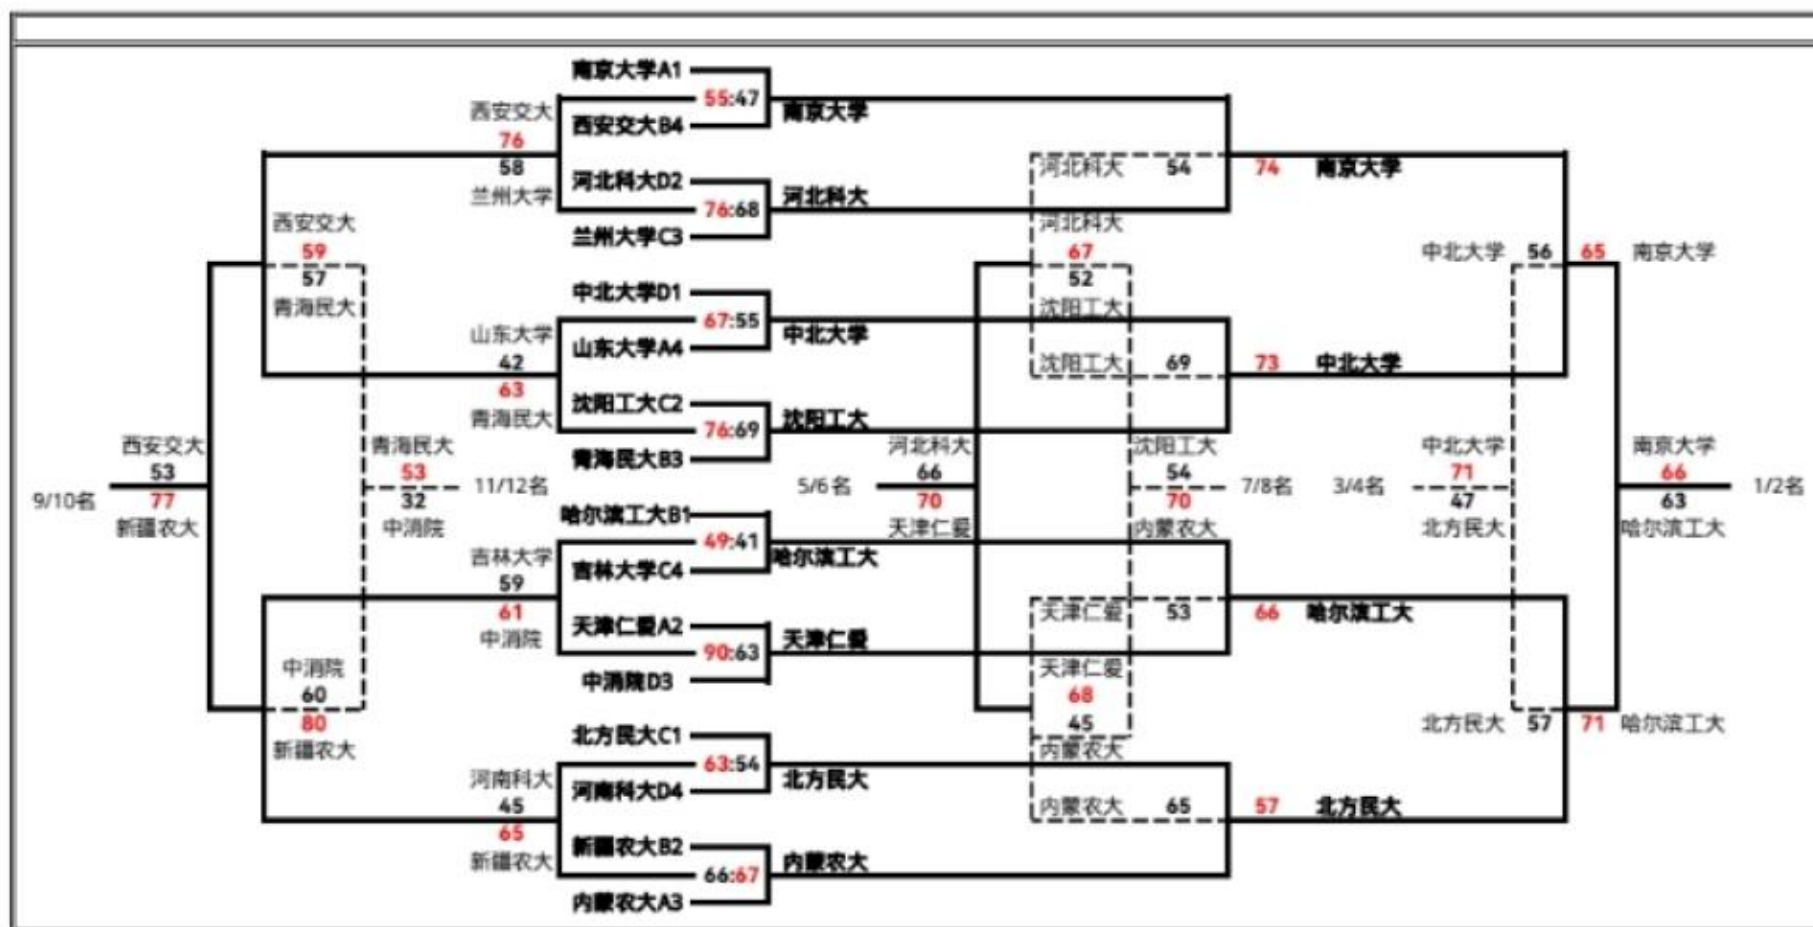 南京大学A1
55:47
南京大学
西安交大
西安交大B4
76
58
河北科大 54
74 南京大学
兰州大学
河北科大D2
河北科大
76:68
西安交大
兰州大学C3
河北科大
59
67
中北大学 56
65 南京大学
57
52
青海民大
中北大学D1
沈阳工大
67:55
山东大学
山东大学A4
中北大学
42
沈阳工大 69
73 中北大学
63
青海民大
沈阳工大C2
沈阳工大
76:69
西安交大
青海民大
青海民大B3
河北科大
沈阳工大
中北大学
南京大学
53
53
66
54
71
66
9/10名
11/12名
5/6名
7/8名
3/4名
1/2名
77
32
70
70
47
63
新疆农大
中消院
哈尔滨工大B1
天津仁爱
内蒙农大
北方民大
哈尔滨工大
49:41
吉林大学
吉林大学C4
哈尔滨工大
59
61
天津仁爱 53
66 哈尔滨工大
中消院
天津仁爱A2
天津仁爱
90:63
中消院
中消院D3
天津仁爱
60
68
80
45
北方民大 57
71 哈尔滨工大
新疆农大
北方民大C1
内蒙农大
63:54
河南科大
河南科大D4
北方民大
45
内蒙农大 65
57 北方民大
65
新疆农大
新疆农大B2
内蒙农大
66:67
内蒙农大A3